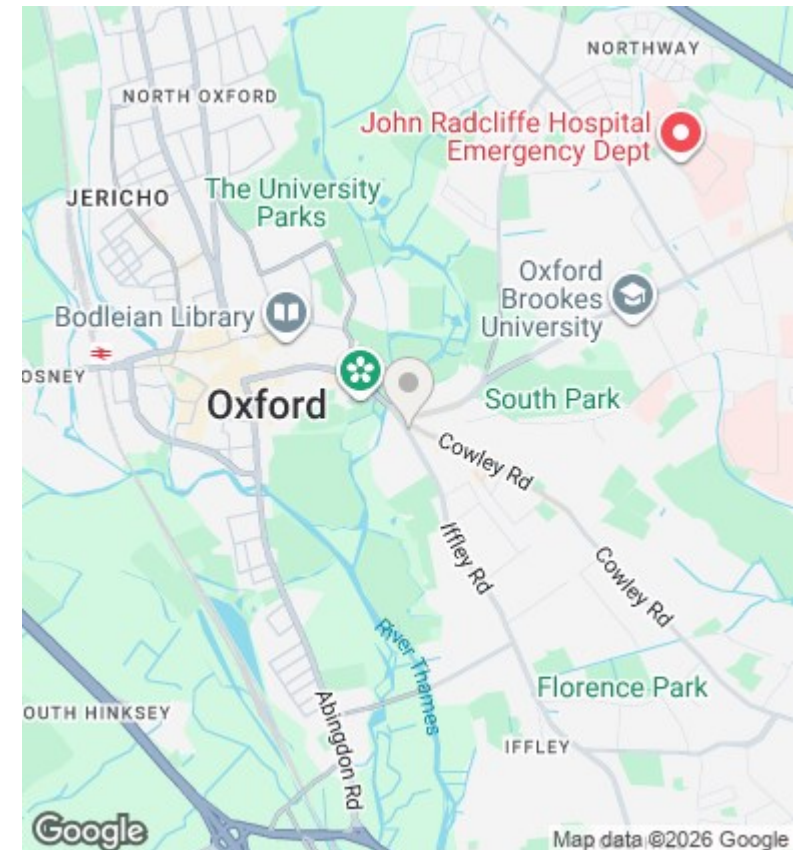 NORTHWAY
NORTH OXFORD
John Radcliffe Hospital
Emergency Dept
JERICHO
The University
Parks
Oxford
Brookes
University
Bodleian Library
OSNEY
Oxford
South Park
Cowley Rd
Iffley Rd
Cowley Rd
River Thames
Florence Park
OUTH HINKSEY
Abingdon Rd
IFFLEY
Google
Map data ©2026 Google